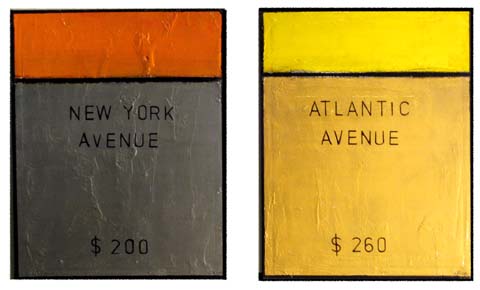 NEW YORK
AVENUE
$ 200
ATLANTIC
AVENUE
$ 260